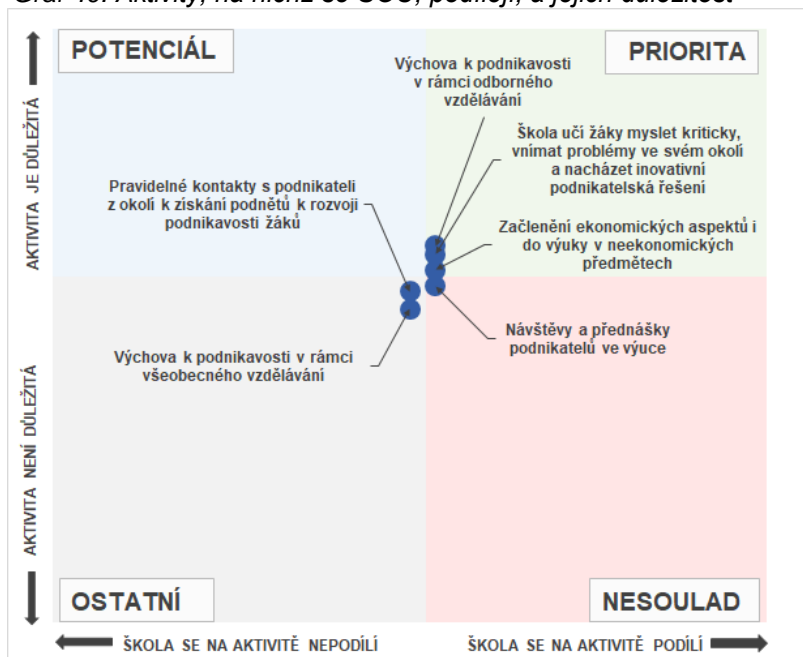 POTENCIÁL
PRIORITA
Výchova k podnikavosti
v rámci odborného
vzdělávání
Škola učí žáky myslet kriticky,
vnímat problémy ve svém okolí
a nacházet inovativní
podnikatelská řešení
Pravidelné kontakty s podnikateli
z okolí k získání podnětů k rozvoji
podnikavosti žáků
Začlenění ekonomických aspektů i
do výuky v neekonomických
předmětech
Návštěvy a přednášky
podnikatelů ve výuce
Výchova k podnikavosti v rámci
všeobecného vzdělávání
AKTIVITA JE DŮLEŽITÁ
AKTIVITA NENÍ DŮLEŽITÁ
OSTATNÍ
NESOULAD
ŠKOLA SE NA AKTIVITĚ NEPODÍLÍ
ŠKOLA SE NA AKTIVITĚ PODÍLÍ